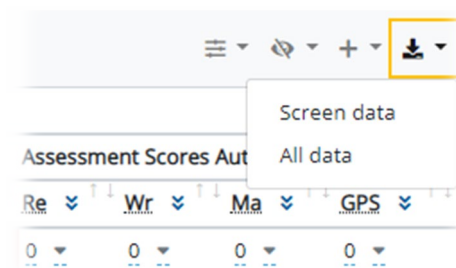 Screen data
Assessment Scores Aut
All data
Re Wr Ma GPS
0 0 0 0